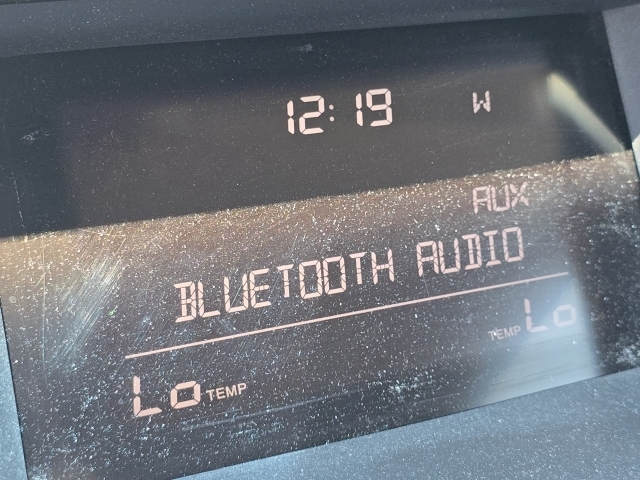 12:19 W
AUX
BLUETOOTH AUDIO
TEMP Lo
Lo TEMP